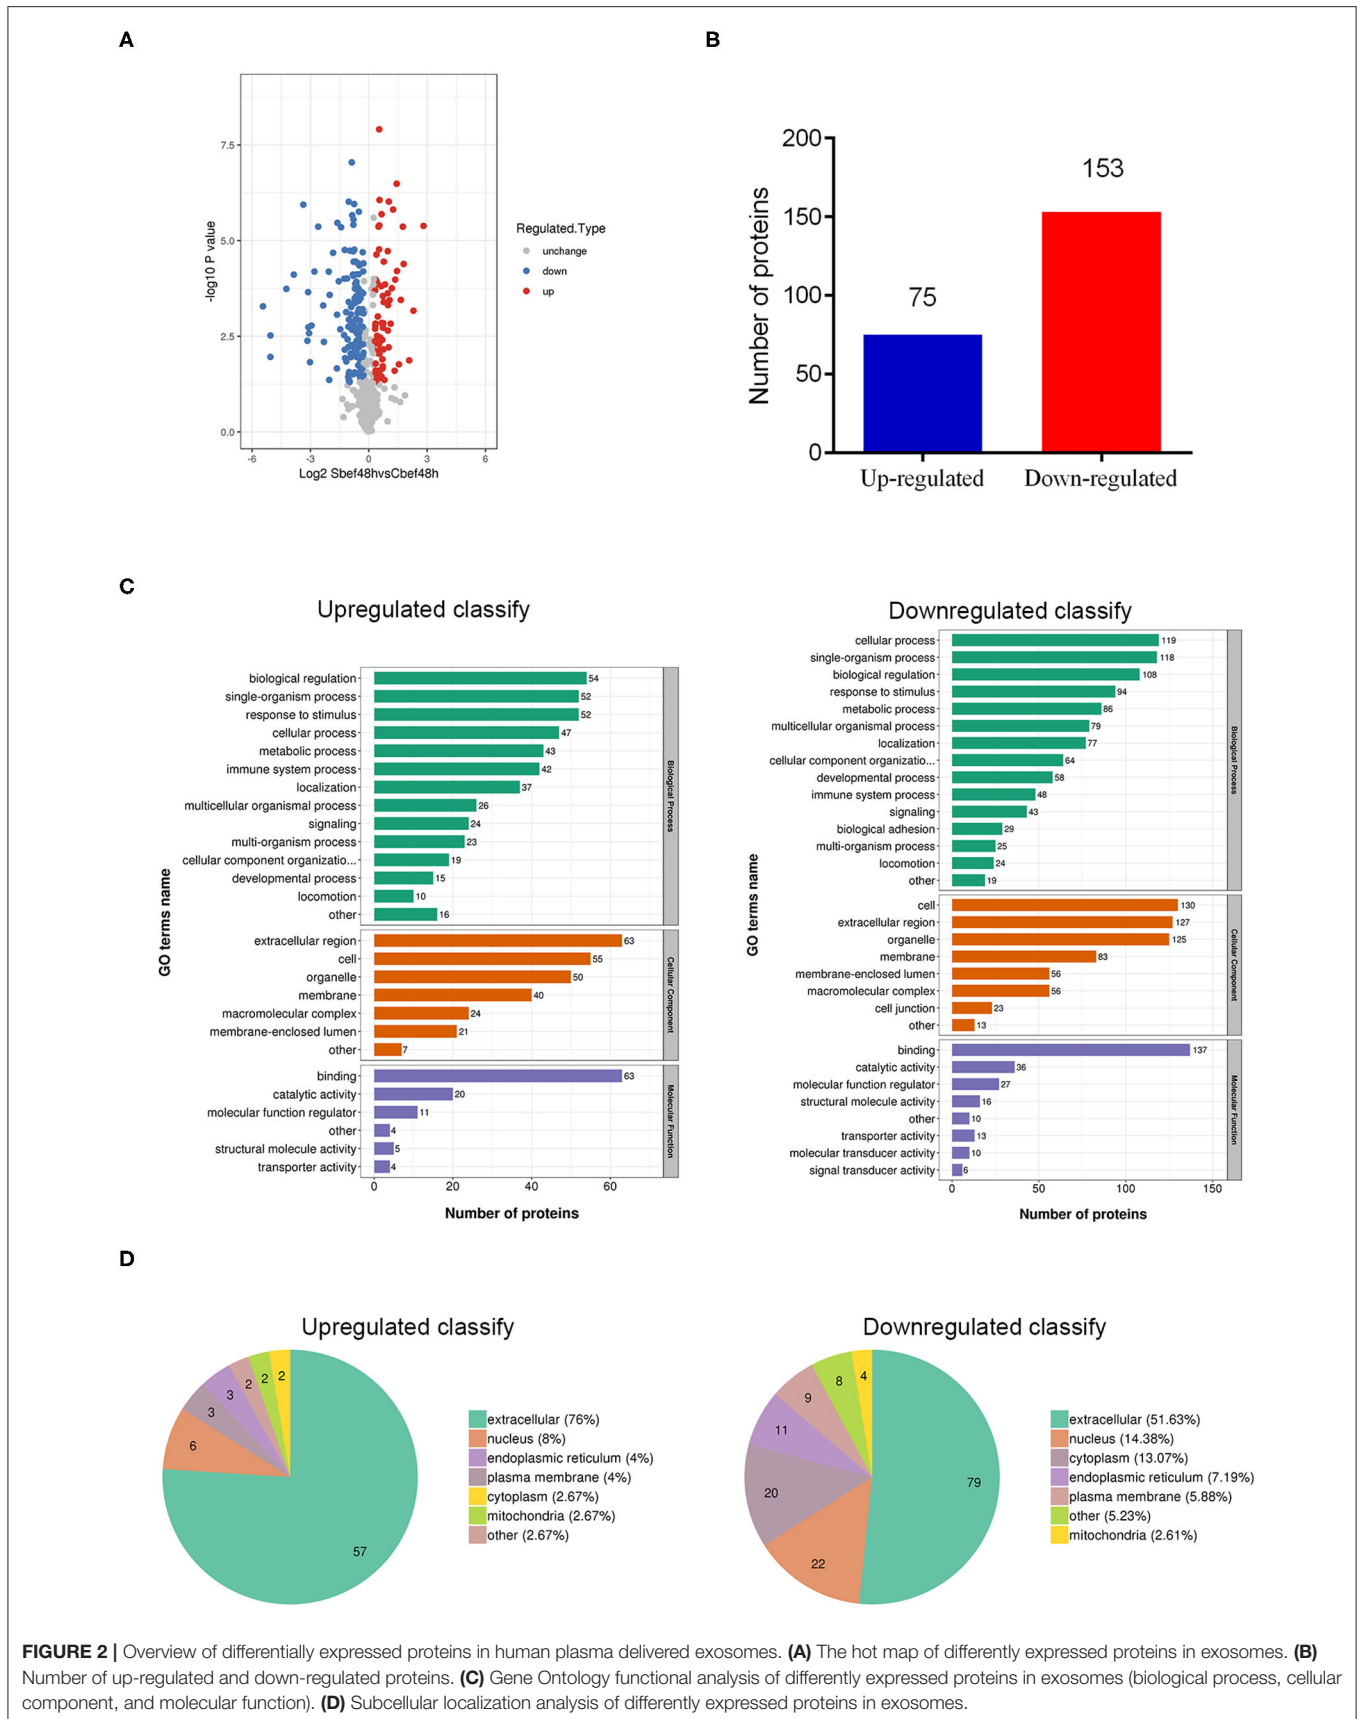 A
7.5
5.0
2.5
0.0
-log10 P value
-6
-3
0
3
6
Log2 Sbef48hvsCbef48h
Regulated.Type
unchange
down
up
B
Number of proteins
200
150
100
50
0
75
153
Up-regulated
Down-regulated
C
Upregulated classify
GO terms name
biological regulation 54
single-organism process 52
response to stimulus 52
cellular process 47
metabolic process 43
immune system process 42
localization 37
multicellular organismal process 26
signaling 24
multi-organism process 23
cellular component organizatio... 19
developmental process 15
locomotion 10
other 16
Biological Process
extracellular region 63
cell 55
organelle 50
membrane 40
macromolecular complex 24
membrane-enclosed lumen 21
other 7
Cellular Component
binding 63
catalytic activity 20
molecular function regulator 11
other 4
structural molecule activity 5
transporter activity 4
Molecular Function
0 20 40 60
Number of proteins
Downregulated classify
GO terms name
cellular process 119
single-organism process 118
biological regulation 108
response to stimulus 94
metabolic process 86
multicellular organismal process 79
localization 77
cellular component organizatio... 64
developmental process 58
immune system process 48
signaling 43
biological adhesion 29
multi-organism process 25
locomotion 24
other 19
Biological Process
cell 130
extracellular region 127
organelle 125
membrane 83
membrane-enclosed lumen 56
macromolecular complex 56
cell junction 23
other 13
Cellular Component
binding 137
catalytic activity 36
molecular function regulator 27
structural molecule activity 16
other 10
transporter activity 13
molecular transducer activity 10
signal transducer activity 6
Molecular Function
0 50 100 150
Number of proteins
D
Upregulated classify
2
2
2
3
3
6
57
extracellular (76%)
nucleus (8%)
endoplasmic reticulum (4%)
plasma membrane (4%)
cytoplasm (2.67%)
mitochondria (2.67%)
other (2.67%)
Downregulated classify
4
8
9
11
20
22
79
extracellular (51.63%)
nucleus (14.38%)
cytoplasm (13.07%)
endoplasmic reticulum (7.19%)
plasma membrane (5.88%)
other (5.23%)
mitochondria (2.61%)
FIGURE 2 | Overview of differentially expressed proteins in human plasma delivered exosomes. (A) The hot map of differently expressed proteins in exosomes. (B)
Number of up-regulated and down-regulated proteins. (C) Gene Ontology functional analysis of differently expressed proteins in exosomes (biological process, cellular
component, and molecular function). (D) Subcellular localization analysis of differently expressed proteins in exosomes.